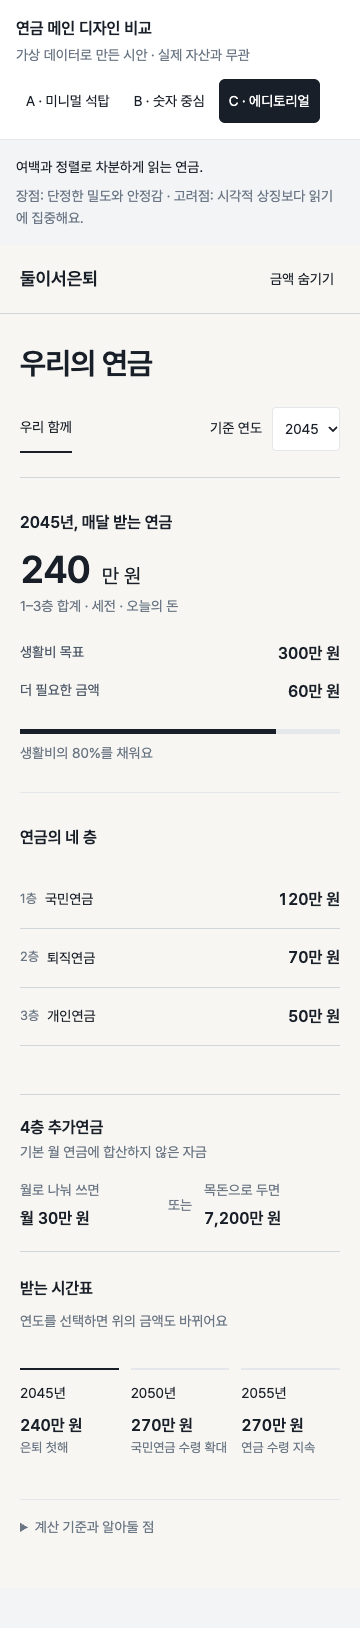 연금 메인 디자인 비교
가상 데이터로 만든 시안 · 실제 자산과 무관
A · 미니멀 석탑 B · 숫자 중심 C · 에디토리얼
여백과 정렬로 차분하게 읽는 연금.
장점: 단정한 밀도와 안정감 · 고려점: 시각적 상징보다 읽기
에 집중해요.
둘이서은퇴 금액 숨기기
우리의 연금
우리 함께 기준 연도 2045
2045년, 매달 받는 연금
240 만 원
1–3층 합계 · 세전 · 오늘의 돈
생활비 목표 300만 원
더 필요한 금액 60만 원
생활비의 80%를 채워요
연금의 네 층
1층 국민연금 120만 원
2층 퇴직연금 70만 원
3층 개인연금 50만 원
4층 추가연금
기본 월 연금에 합산하지 않은 자금
월로 나눠 쓰면 또는 목돈으로 두면
월 30만 원 7,200만 원
받는 시간표
연도를 선택하면 위의 금액도 바뀌어요
2045년 2050년 2055년
240만 원 270만 원 270만 원
은퇴 첫해 국민연금 수령 확대 연금 수령 지속
▶ 계산 기준과 알아둘 점